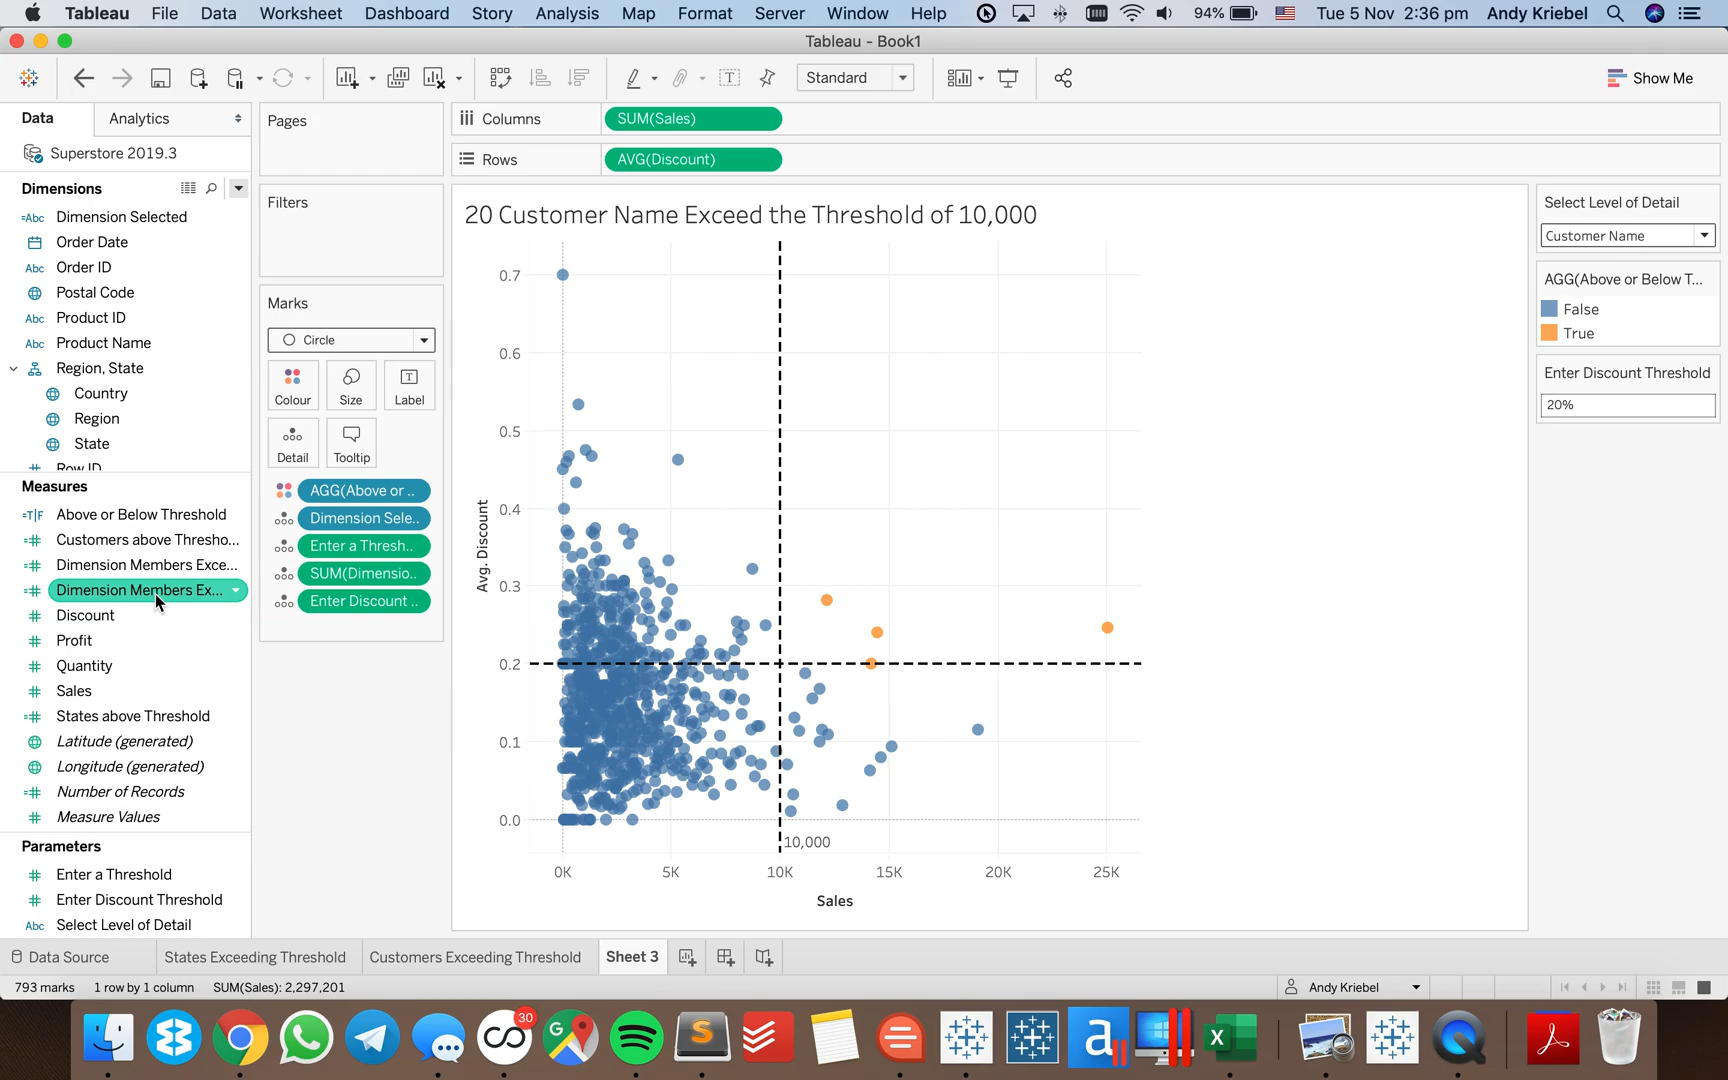 Tableau File Data Worksheet Dashboard Story Analysis Map Format Server Window Help 94% Tue 5 Nov 2:36 pm Andy Kriebel
Tableau - Book1
Standard
Show Me
Data Analytics
Superstore 2019.3
Dimensions
=Abc Dimension Selected
Order Date
Abc Order ID
Postal Code
Abc Product ID
Abc Product Name
Region, State
Country
Region
State
# Row ID
Measures
=T|F Above or Below Threshold
=# Customers above Thresho...
=# Dimension Members Exce...
=# Dimension Members Ex...
# Discount
# Profit
# Quantity
# Sales
=# States above Threshold
Latitude (generated)
Longitude (generated)
=# Number of Records
# Measure Values
Parameters
# Enter a Threshold
# Enter Discount Threshold
Abc Select Level of Detail
Pages
Filters
Marks
Circle
Colour Size Label
Detail Tooltip
AGG(Above or ..
Dimension Sele..
Enter a Thresh..
SUM(Dimensio..
Enter Discount ..
Columns SUM(Sales)
Rows AVG(Discount)
20 Customer Name Exceed the Threshold of 10,000
0.7
0.6
0.5
0.4
0.3
0.2
0.1
0.0
Avg. Discount
10,000
0K 5K 10K 15K 20K 25K
Sales
Select Level of Detail
Customer Name
AGG(Above or Below T...
False
True
Enter Discount Threshold
20%
Data Source States Exceeding Threshold Customers Exceeding Threshold Sheet 3
793 marks 1 row by 1 column SUM(Sales): 2,297,201 Andy Kriebel
30
G
S
a
X